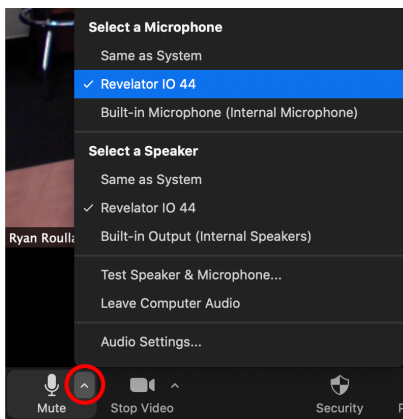 Select a Microphone
Same as System
✓ Revelator IO 44
Built-in Microphone (Internal Microphone)
Select a Speaker
Same as System
✓ Revelator IO 44
Built-in Output (Internal Speakers)
Ryan Roulla
Test Speaker & Microphone...
Leave Computer Audio
Audio Settings...
Mute
Stop Video
Security